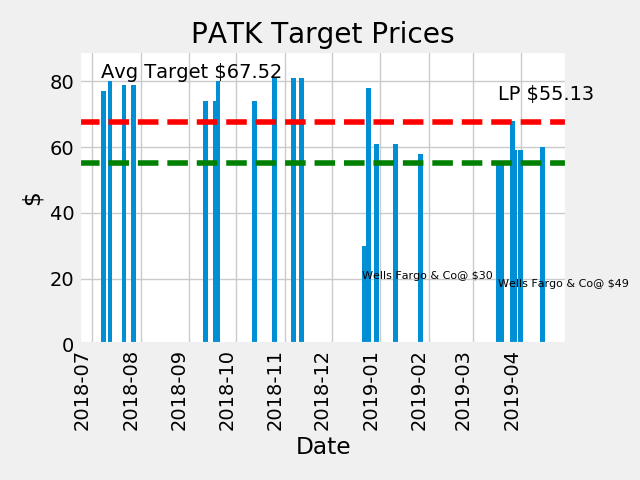 PATK Target Prices
Avg Target $67.52
LP $55.13
80
60
40
20
0
$
Wells Fargo & Co@ $30
Wells Fargo & Co@ $49
2018-07
2018-08
2018-09
2018-10
2018-11
2018-12
2019-01
2019-02
2019-03
2019-04
Date